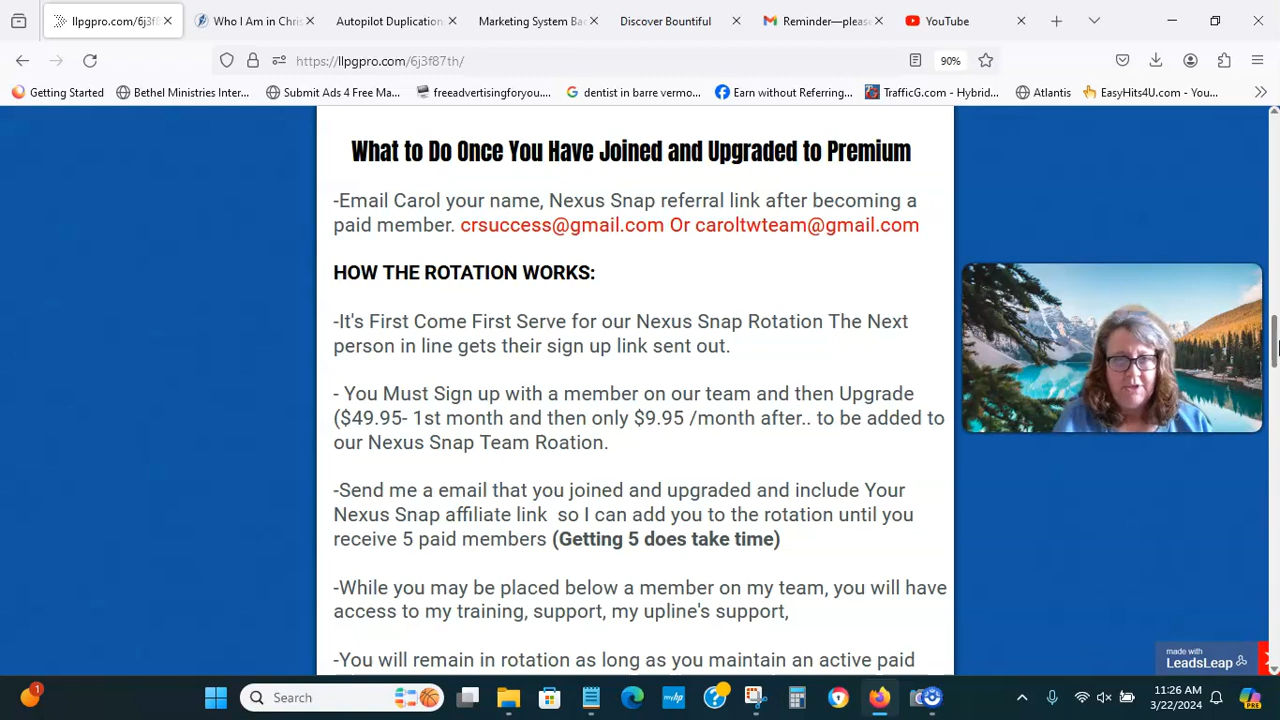 llpgpro.com/6j3f8
Who I Am in Chris
Autopilot Duplication
Marketing System Ba
Discover Bountiful
Reminder—please
YouTube
https://llpgpro.com/6j3f87th/
90%
Getting Started
Bethel Ministries Inter...
Submit Ads 4 Free Ma...
freeadvertisingforyou....
dentist in barre vermo...
Earn without Referring...
TrafficG.com - Hybrid...
Atlantis
EasyHits4U.com - You...
What to Do Once You Have Joined and Upgraded to Premium
-Email Carol your name, Nexus Snap referral link after becoming a
paid member. crsuccess@gmail.com Or caroltwteam@gmail.com
HOW THE ROTATION WORKS:
-It's First Come First Serve for our Nexus Snap Rotation The Next
person in line gets their sign up link sent out.
- You Must Sign up with a member on our team and then Upgrade
($49.95- 1st month and then only $9.95 /month after.. to be added to
our Nexus Snap Team Roation.
-Send me a email that you joined and upgraded and include Your
Nexus Snap affiliate link so I can add you to the rotation until you
receive 5 paid members (Getting 5 does take time)
-While you may be placed below a member on my team, you will have
access to my training, support, my upline's support,
-You will remain in rotation as long as you maintain an active paid
made with
LeadsLeap
1
Search
myhp
11:26 AM
3/22/2024
PRE